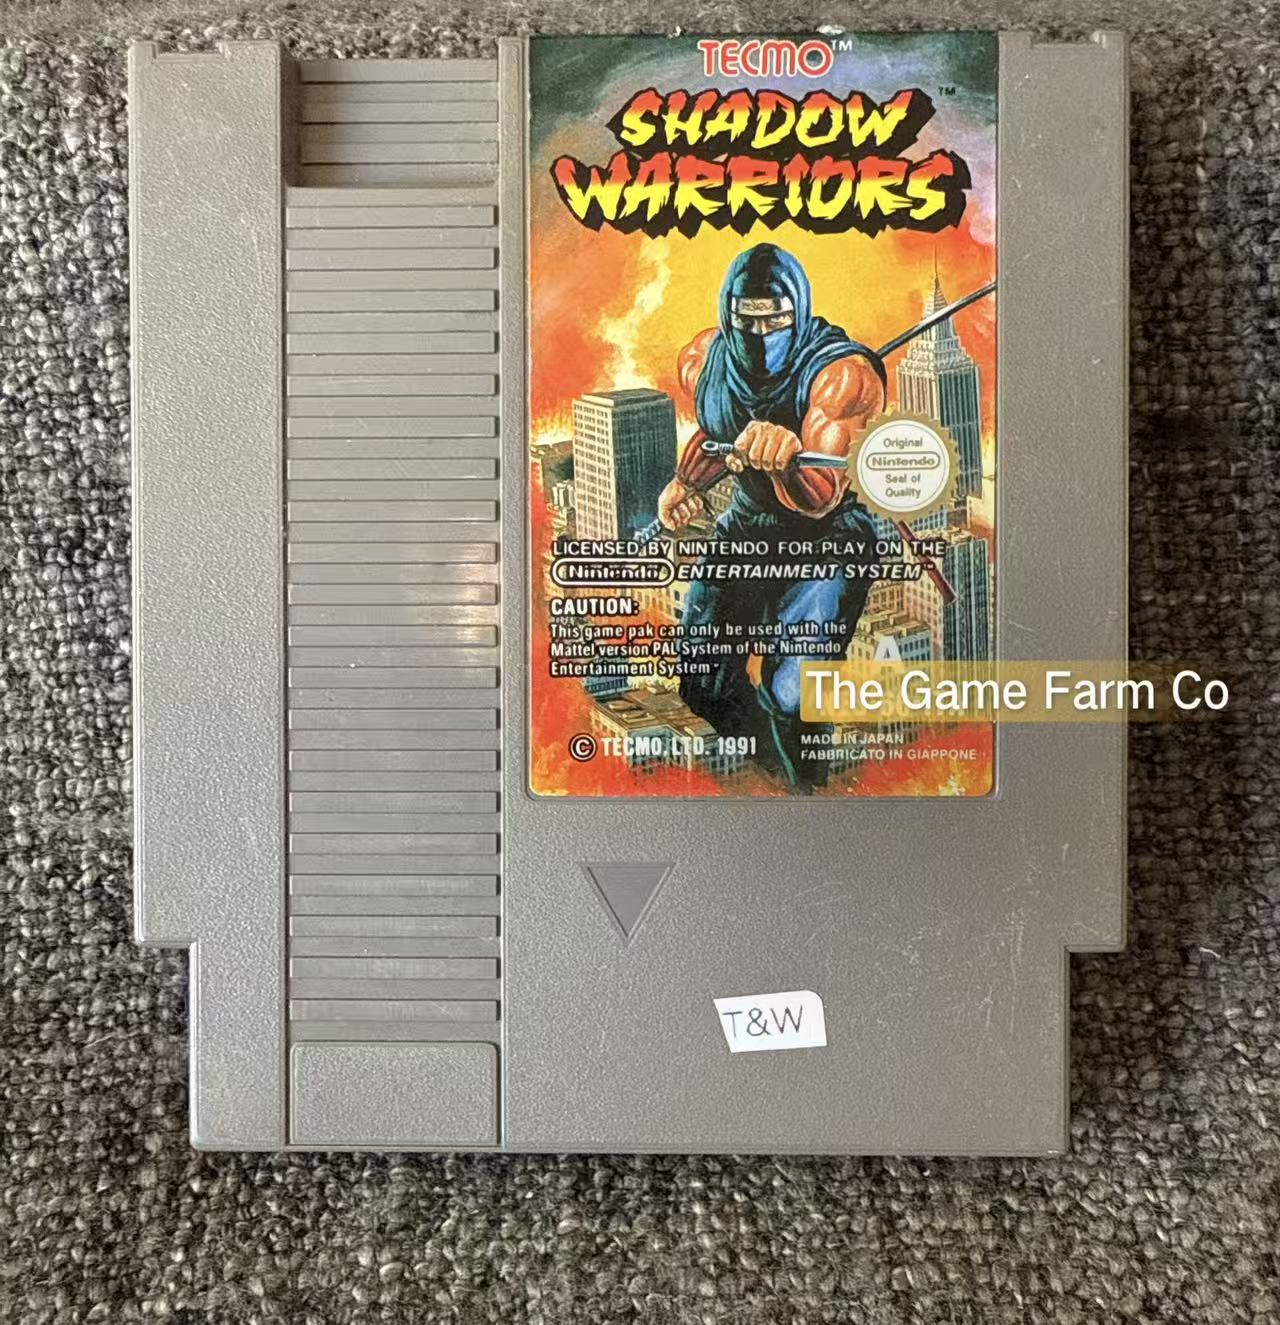 TECMO™
SHADOW ™
WARRIORS
Original
Nintendo
Seal of
Quality
LICENSED BY NINTENDO FOR PLAY ON THE
Nintendo ENTERTAINMENT SYSTEM™
CAUTION:
This game pak can only be used with the
Mattel version PAL System of the Nintendo
Entertainment System™
A
The Game Farm Co
© TECMO, LTD. 1991
MADE IN JAPAN
FABBRICATO IN GIAPPONE
T&W